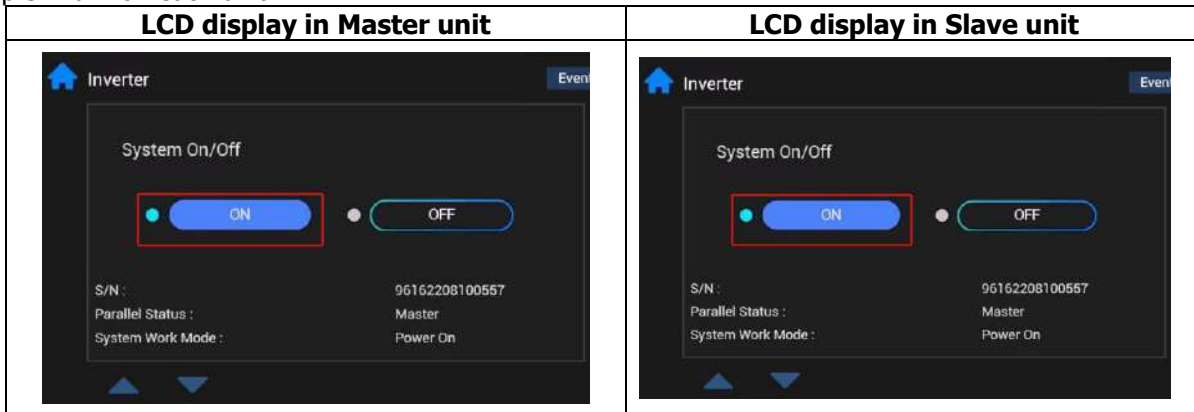 LCD display in Master unit
LCD display in Slave unit
Inverter
Even
System On/Off
ON
OFF
S/N : 96162208100557
Parallel Status : Master
System Work Mode : Power On
Inverter
Even
System On/Off
ON
OFF
S/N : 96162208100557
Parallel Status : Master
System Work Mode : Power On